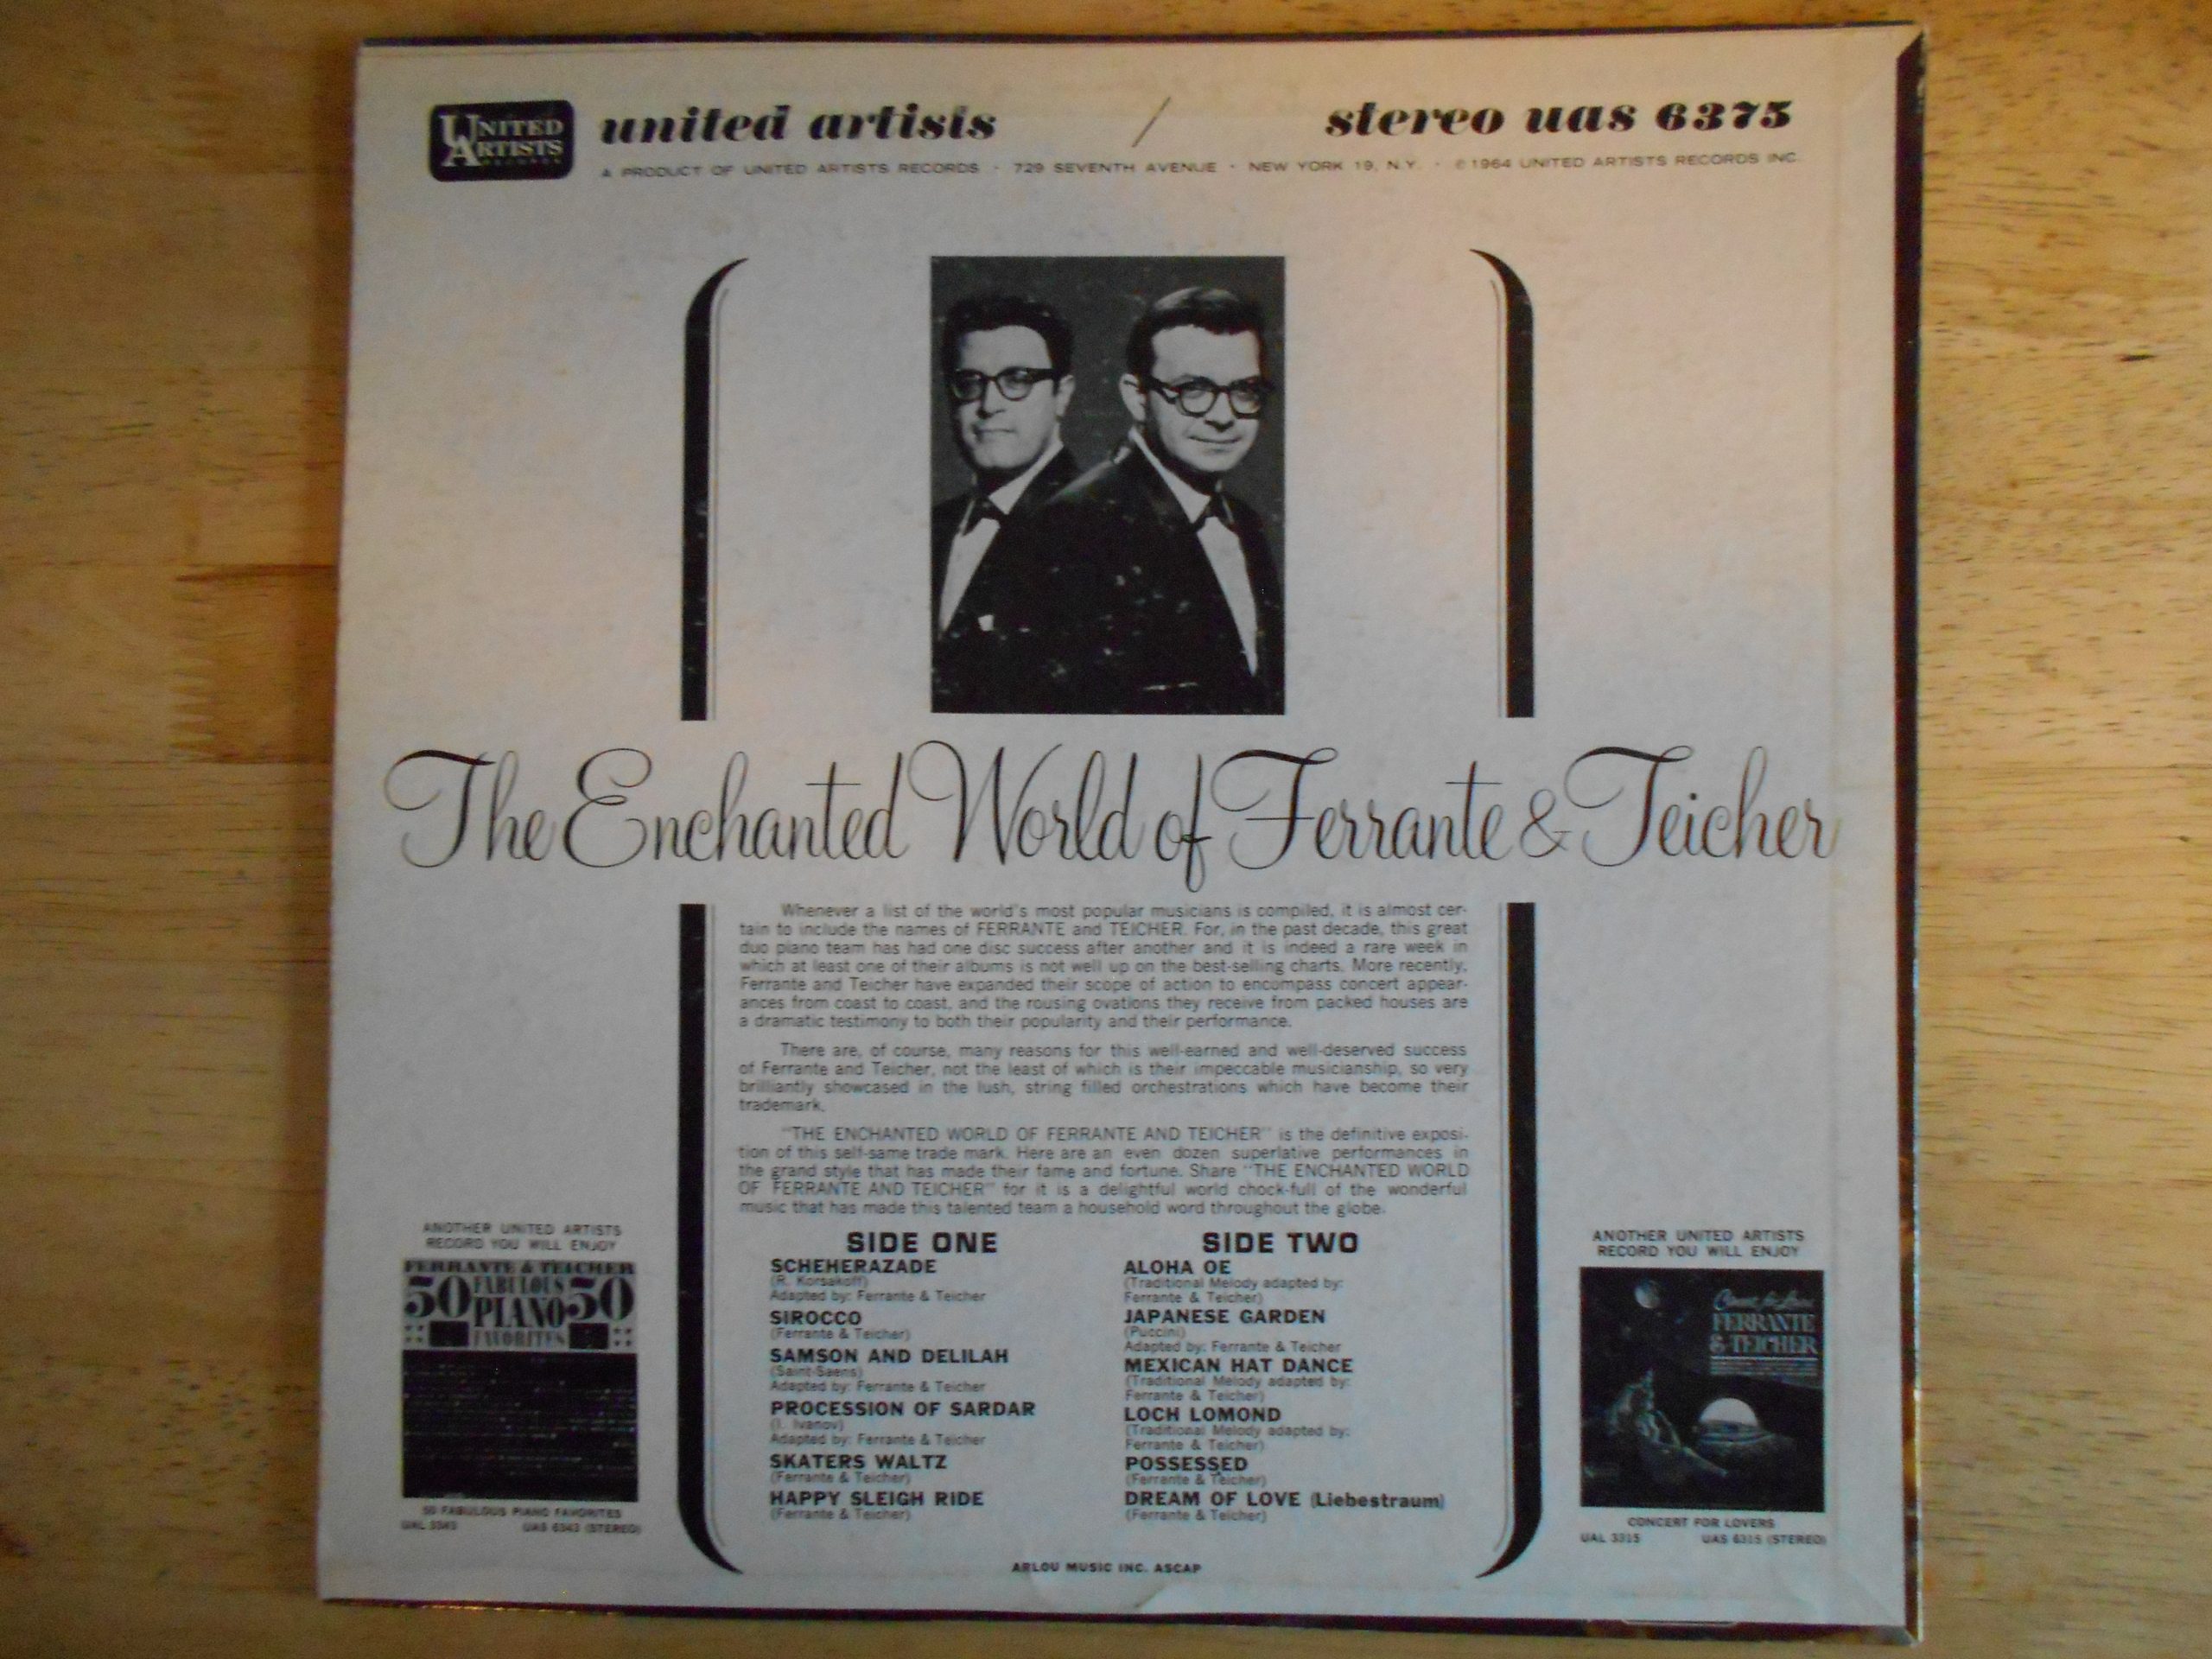 UNITED
ARTISTS
RECORDS
united artists / stereo uas 6375
A PRODUCT OF UNITED ARTISTS RECORDS · 729 SEVENTH AVENUE · NEW YORK 19, N.Y. · ©1964 UNITED ARTISTS RECORDS INC.
The Enchanted World of Ferrante & Teicher
Whenever a list of the world's most popular musicians is compiled, it is almost cer-
tain to include the names of FERRANTE and TEICHER. For, in the past decade, this great
duo piano team has had one disc success after another and it is indeed a rare week in
which at least one of their albums is not well up on the best-selling charts. More recently,
Ferrante and Teicher have expanded their scope of action to encompass concert appear-
ances from coast to coast, and the rousing ovations they receive from packed houses are
a dramatic testimony to both their popularity and their performance.
There are, of course, many reasons for this well-earned and well-deserved success
of Ferrante and Teicher, not the least of which is their impeccable musicianship, so very
brilliantly showcased in the lush, string filled orchestrations which have become their
trademark.
"THE ENCHANTED WORLD OF FERRANTE AND TEICHER" is the definitive exposi-
tion of this self-same trade mark. Here are an even dozen superlative performances in
the grand style that has made their fame and fortune. Share "THE ENCHANTED WORLD
OF FERRANTE AND TEICHER" for it is a delightful world chock-full of the wonderful
music that has made this talented team a household word throughout the globe.
SIDE ONE
SCHEHERAZADE
(R. Korsakoff)
Adapted by: Ferrante & Teicher
SIROCCO
(Ferrante & Teicher)
SAMSON AND DELILAH
(Saint-Saens)
Adapted by: Ferrante & Teicher
PROCESSION OF SARDAR
(I. Ivanov)
Adapted by: Ferrante & Teicher
SKATERS WALTZ
(Ferrante & Teicher)
HAPPY SLEIGH RIDE
(Ferrante & Teicher)
SIDE TWO
ALOHA OE
(Traditional Melody adapted by:
Ferrante & Teicher)
JAPANESE GARDEN
(Puccini)
Adapted by: Ferrante & Teicher
MEXICAN HAT DANCE
(Traditional Melody adapted by:
Ferrante & Teicher)
LOCH LOMOND
(Traditional Melody adapted by:
Ferrante & Teicher)
POSSESSED
(Ferrante & Teicher)
DREAM OF LOVE (Liebestraum)
(Ferrante & Teicher)
ARLOU MUSIC INC. ASCAP
ANOTHER UNITED ARTISTS
RECORD YOU WILL ENJOY
FERRANTE & TEICHER
50 FABULOUS 50
PIANO
FAVORITES
50 FABULOUS PIANO FAVORITES
UAL 3343 UAS 6343 (STEREO)
ANOTHER UNITED ARTISTS
RECORD YOU WILL ENJOY
Concert for Lovers
FERRANTE
& TEICHER
CONCERT FOR LOVERS
UAL 3315 UAS 6315 (STEREO)